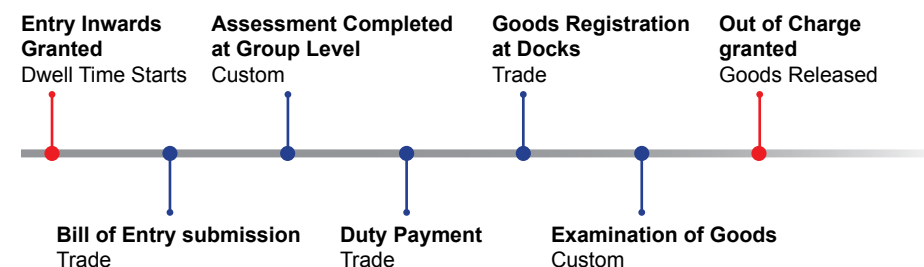 Entry Inwards
Granted
Dwell Time Starts
Assessment Completed
at Group Level
Custom
Goods Registration
at Docks
Trade
Out of Charge
granted
Goods Released
Bill of Entry submission
Trade
Duty Payment
Trade
Examination of Goods
Custom